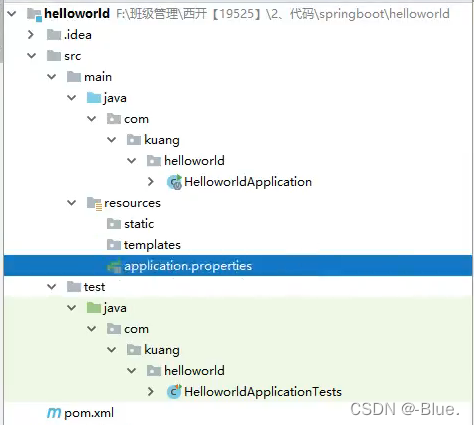 helloworld F:\班级管理\西开【19525】\2、代码\springboot\helloworld
.idea
src
main
java
com
kuang
helloworld
HelloworldApplication
resources
static
templates
application.properties
test
java
com
kuang
helloworld
HelloworldApplicationTests
pom.xml
CSDN @-Blue.